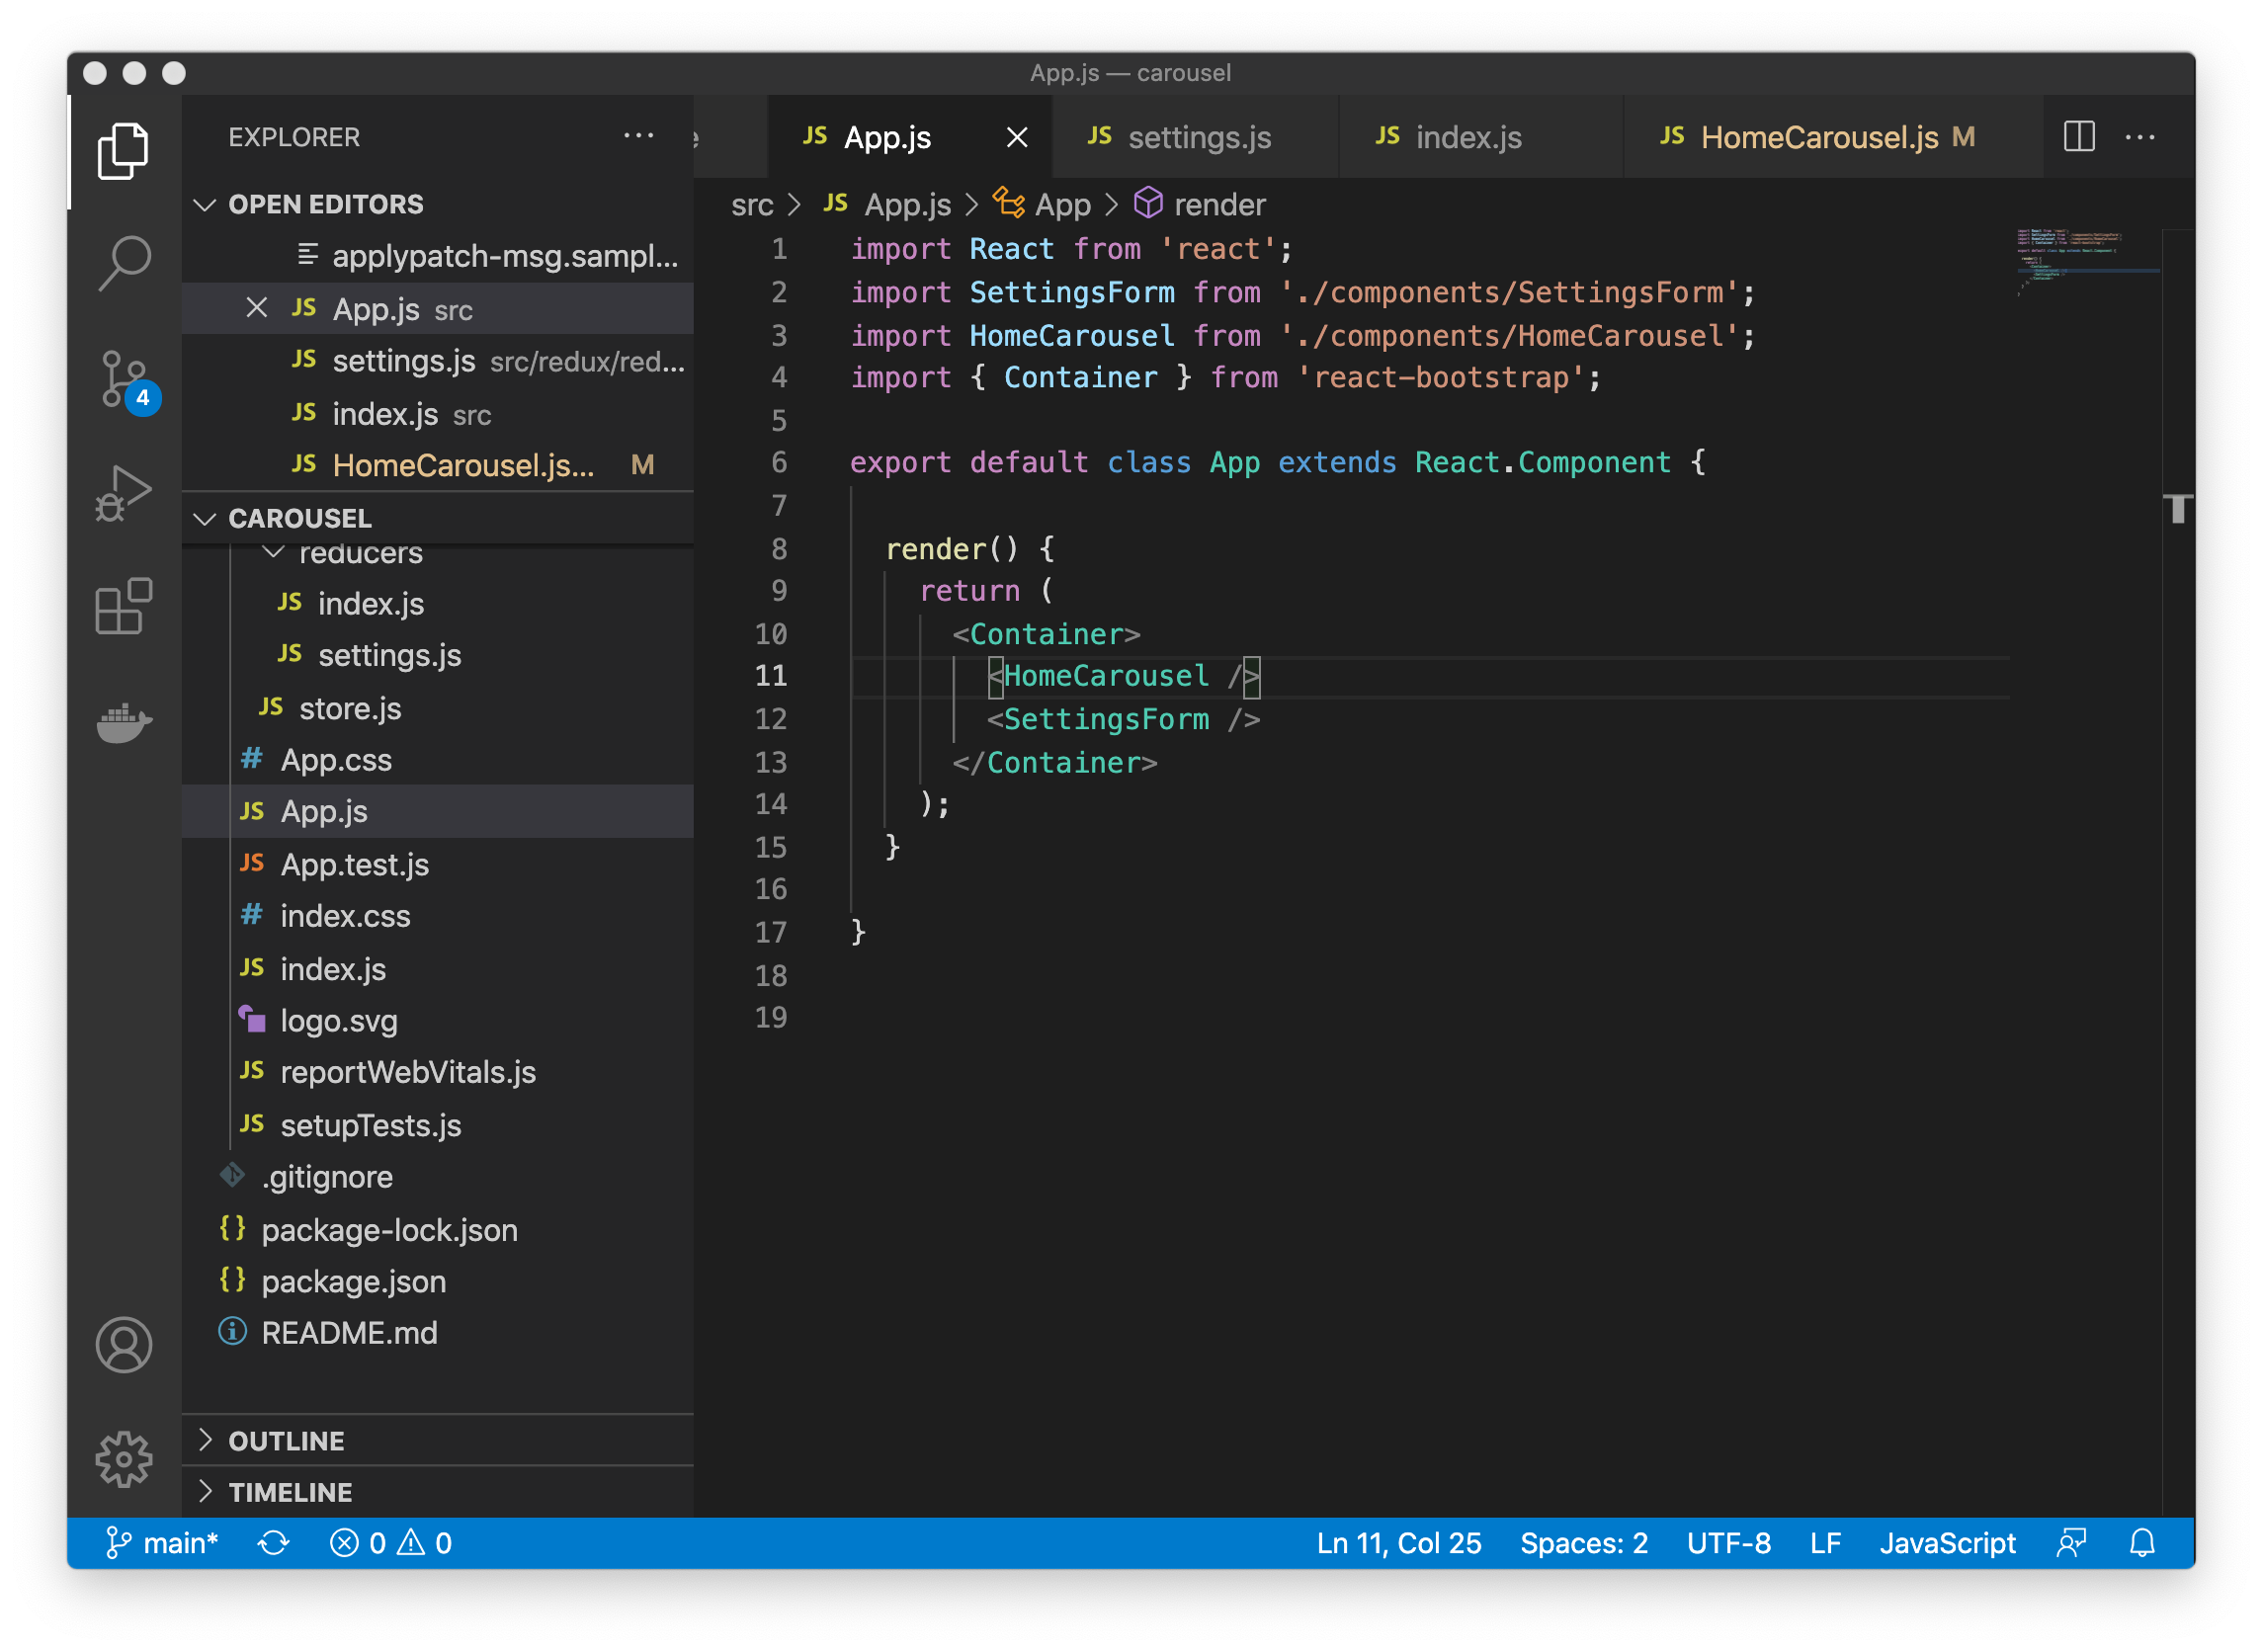 App.js — carousel
EXPLORER
OPEN EDITORS
applypatch-msg.sampl...
JS App.js src
JS settings.js src/redux/red...
JS index.js src
JS HomeCarousel.js... M
CAROUSEL
reducers
JS index.js
JS settings.js
JS store.js
# App.css
JS App.js
JS App.test.js
# index.css
JS index.js
logo.svg
JS reportWebVitals.js
JS setupTests.js
.gitignore
{} package-lock.json
{} package.json
README.md
OUTLINE
TIMELINE
4
JS App.js
JS settings.js
JS index.js
JS HomeCarousel.js M
src > JS App.js > App > render
1 import React from 'react';
2 import SettingsForm from './components/SettingsForm';
3 import HomeCarousel from './components/HomeCarousel';
4 import { Container } from 'react-bootstrap';
5
6 export default class App extends React.Component {
7
8 render() {
9 return (
10 <Container>
11 <HomeCarousel />
12 <SettingsForm />
13 </Container>
14 );
15 }
16
17 }
18
19
main* 0 0 Ln 11, Col 25 Spaces: 2 UTF-8 LF JavaScript